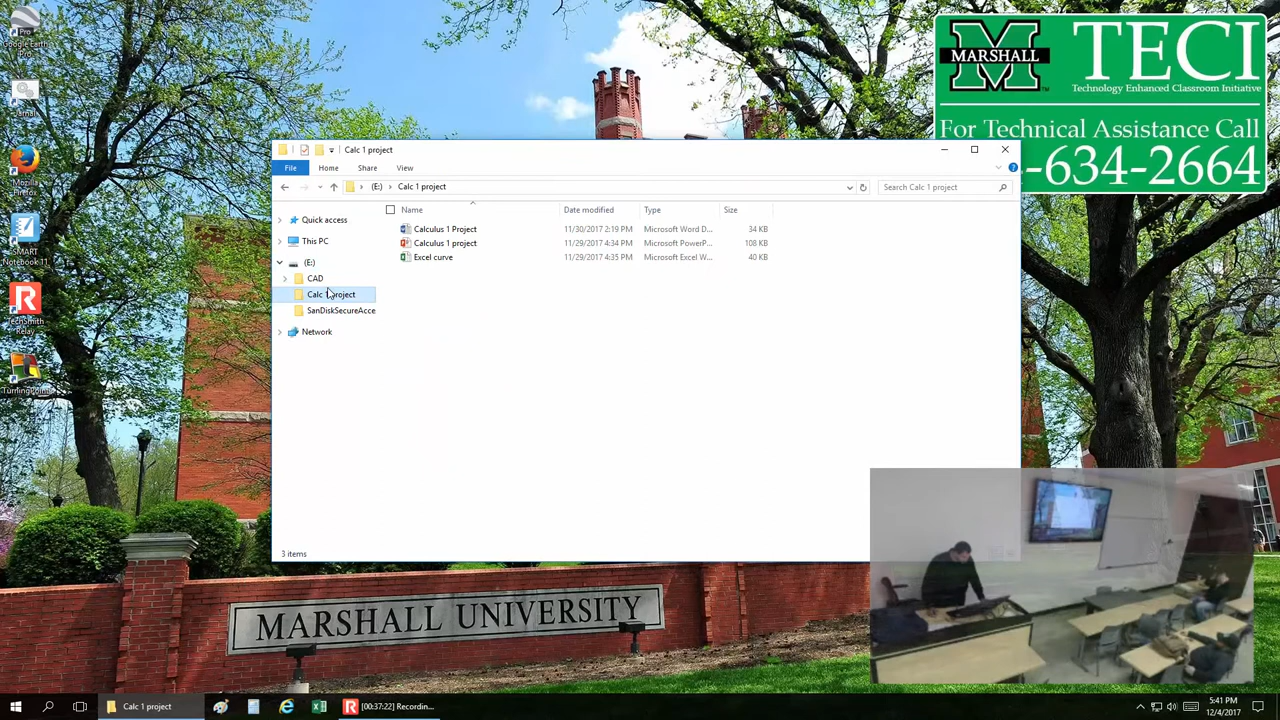 Pro
Google Earth
Jamai
Mozilla
Firefox
SMART
Notebook 11
TechSmith
Relay
TurningPoint
MARSHALL
TECI
Technology Enhanced Classroom Initiative
For Technical Assistance Call
-634-2664
Calc 1 project
File Home Share View
(E:) Calc 1 project
Search Calc 1 project
Name Date modified Type Size
Calculus 1 Project 11/30/2017 2:19 PM Microsoft Word D... 34 KB
Calculus 1 project 11/29/2017 4:34 PM Microsoft PowerP... 108 KB
Excel curve 11/29/2017 4:35 PM Microsoft Excel W... 40 KB
Quick access
This PC
(E:)
CAD
Calc 1 project
SanDiskSecureAcce
Network
3 items
MARSHALL UNIVERSITY
Calc 1 project
[00:37:22] Recordin...
5:41 PM
12/4/2017